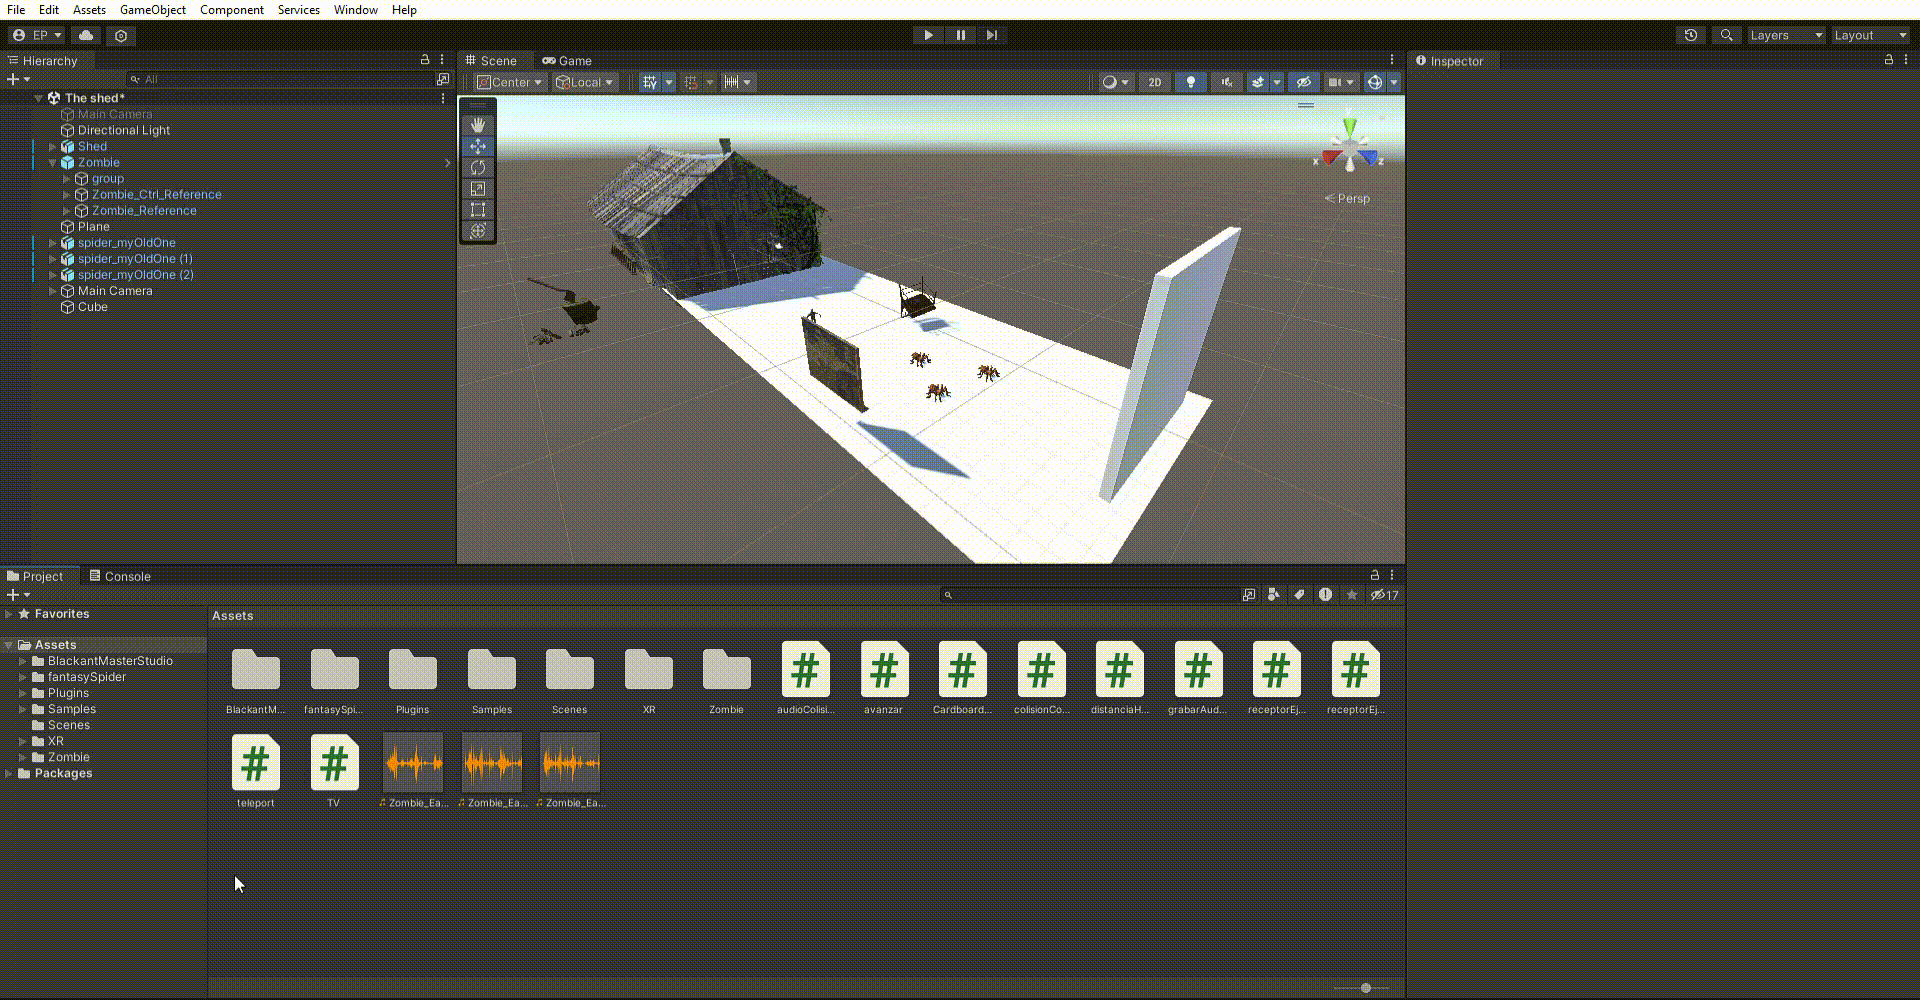 File Edit Assets GameObject Component Services Window Help
EP Layers Layout
Hierarchy
All
The shed*
Main Camera
Directional Light
Shed
Zombie
group
Zombie_Ctrl_Reference
Zombie_Reference
Plane
spider_myOldOne
spider_myOldOne (1)
spider_myOldOne (2)
Main Camera
Cube
Scene Game
Center Local 2D
x z
Persp
Inspector
Project Console
17
Favorites
Assets
BlackantMasterStudio
fantasySpider
Plugins
Samples
Scenes
XR
Zombie
Packages
Assets
BlackantM... fantasySpi... Plugins Samples Scenes XR Zombie audioColisi... avanzar Cardboard... colisionCo... distanciaH... grabarAud... receptorEj... receptorEj...
teleport TV Zombie_Ea... Zombie_Ea... Zombie_Ea...